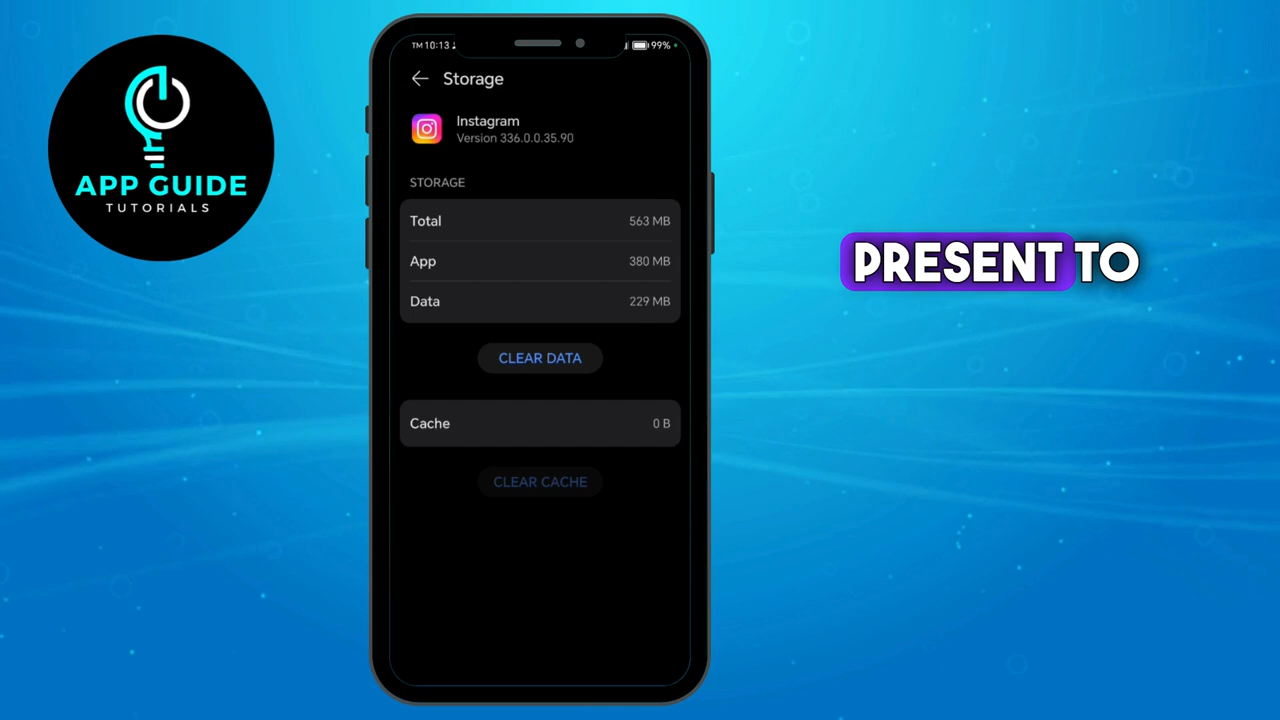 APP GUIDE
TUTORIALS
TM 10:13
99%
Storage
Instagram
Version 336.0.0.35.90
STORAGE
Total 563 MB
App 380 MB
Data 229 MB
CLEAR DATA
Cache 0 B
CLEAR CACHE
PRESENT TO